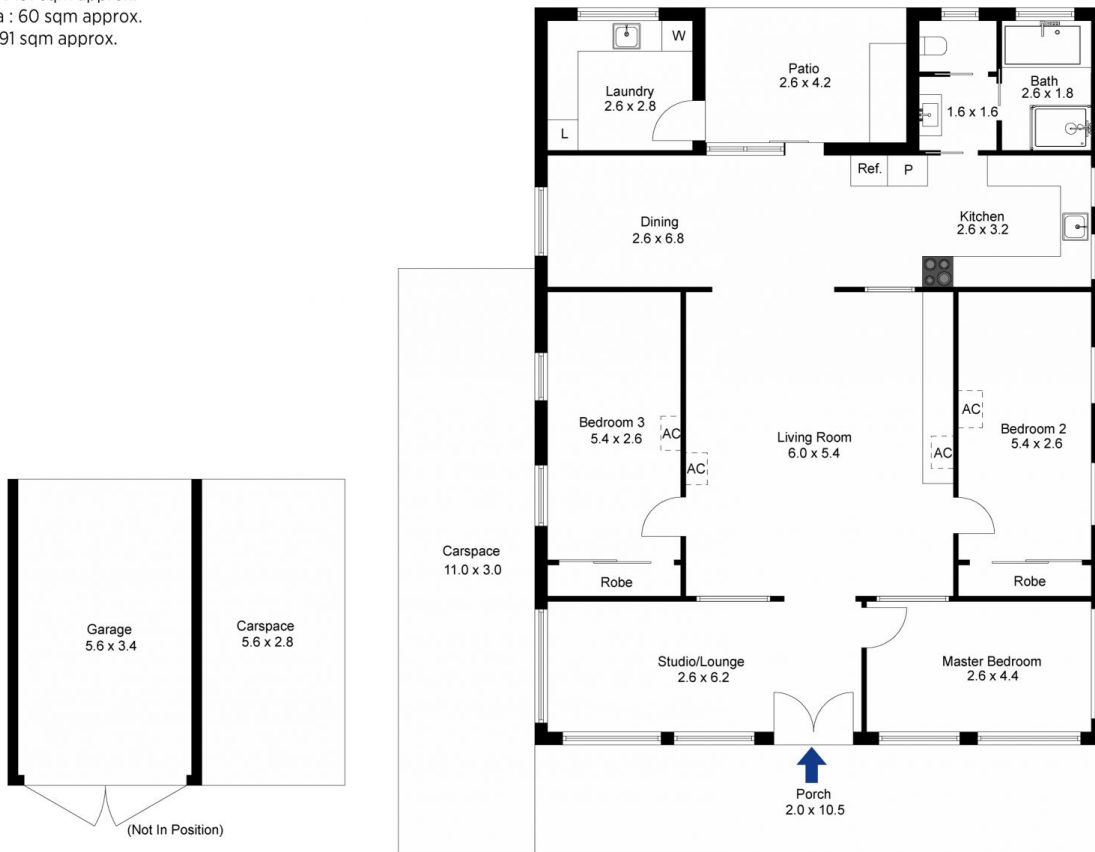 a : 60 sqm approx.
91 sqm approx.
W
Laundry
2.6 x 2.8
L
Patio
2.6 x 4.2
Bath
2.6 x 1.8
1.6 x 1.6
Ref.
P
Dining
2.6 x 6.8
Kitchen
2.6 x 3.2
Bedroom 3
5.4 x 2.6
AC
AC
Living Room
6.0 x 5.4
AC
AC
Bedroom 2
5.4 x 2.6
Robe
Robe
Carspace
11.0 x 3.0
Garage
5.6 x 3.4
Carspace
5.6 x 2.8
(Not In Position)
Studio/Lounge
2.6 x 6.2
Master Bedroom
2.6 x 4.4
Porch
2.0 x 10.5